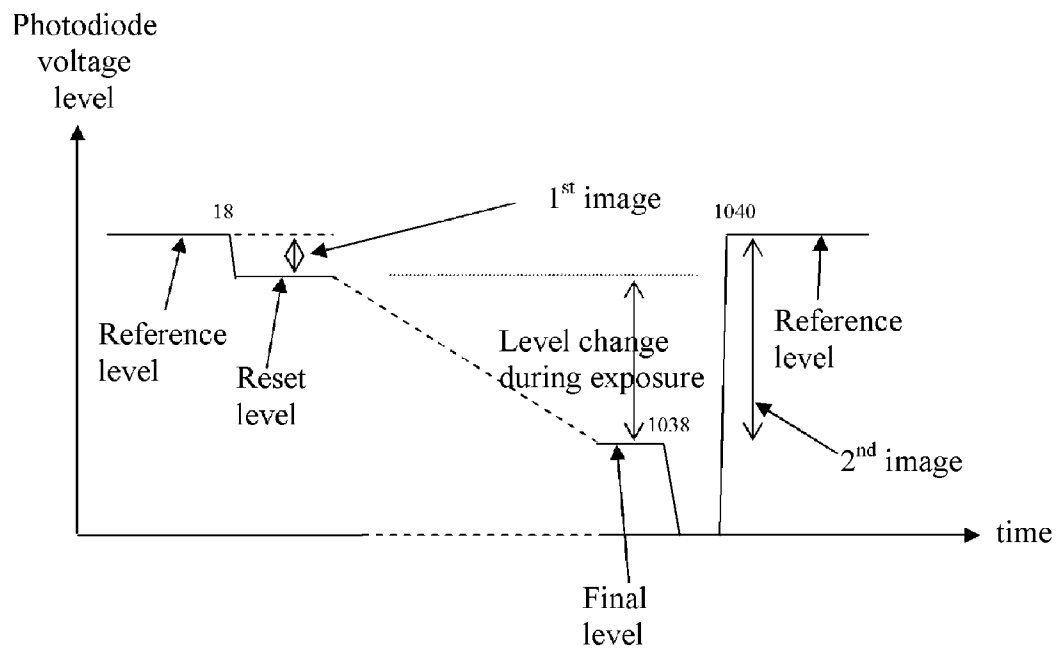 Photodiode
voltage
level
18
1st image
1040
Reference
level
Reset
level
Level change
during exposure
Reference
level
1038
2nd image
time
Final
level